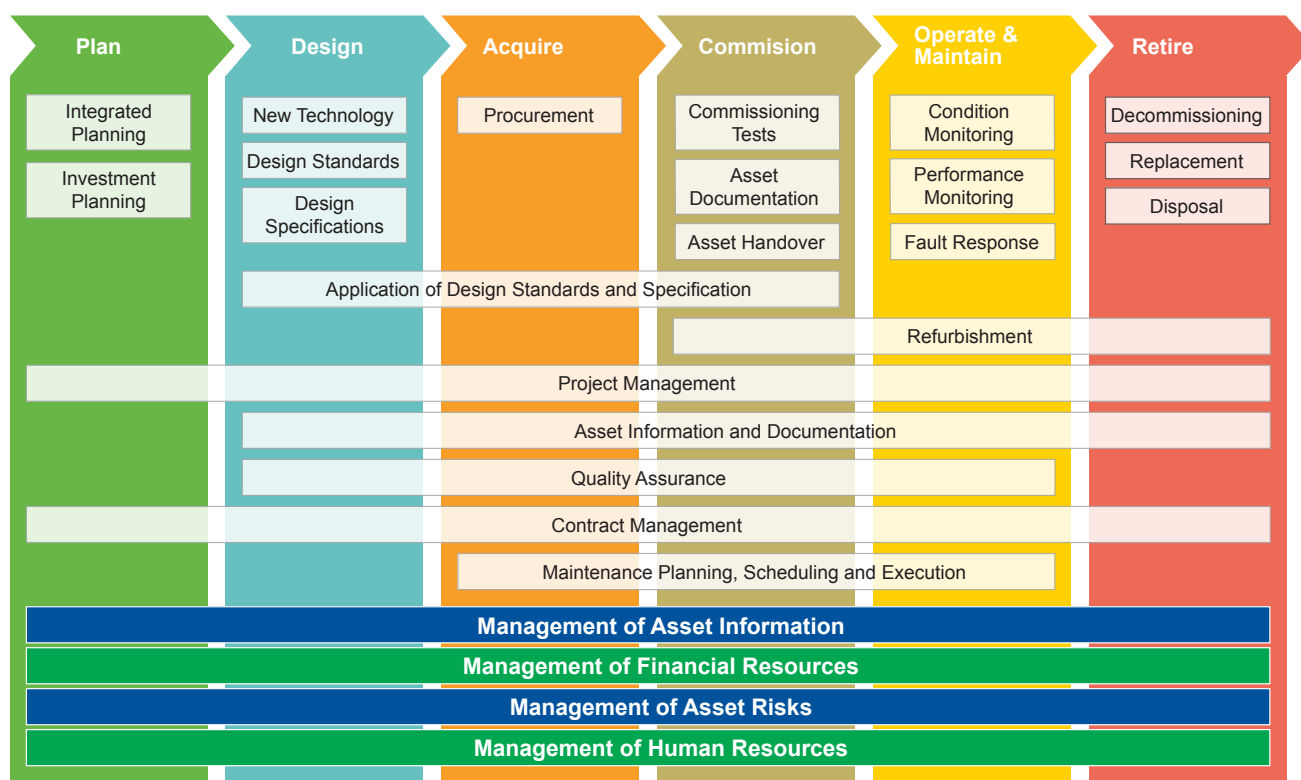 Plan
Design
Acquire
Commision
Operate &
Maintain
Retire
Integrated
Planning
Investment
Planning
New Technology
Design Standards
Design
Specifications
Procurement
Commissioning
Tests
Asset
Documentation
Asset Handover
Condition
Monitoring
Performance
Monitoring
Fault Response
Decommissioning
Replacement
Disposal
Application of Design Standards and Specification
Refurbishment
Project Management
Asset Information and Documentation
Quality Assurance
Contract Management
Maintenance Planning, Scheduling and Execution
Management of Asset Information
Management of Financial Resources
Management of Asset Risks
Management of Human Resources